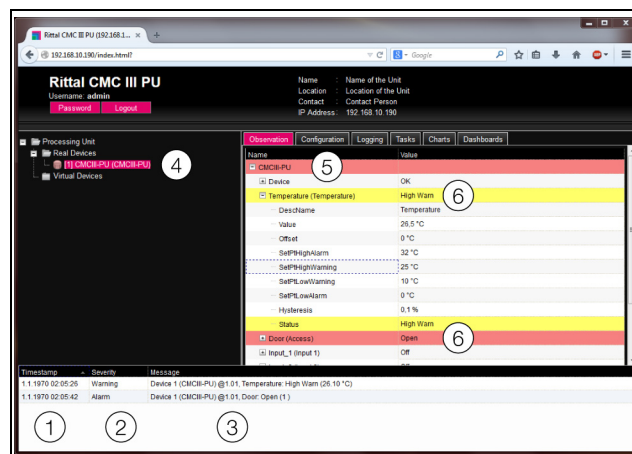 Rittal CMC III PU (192.168.1...
192.168.10.190/index.html?
Google
Rittal CMC III PU
Username: admin
Password Logout
Name : Name of the Unit
Location : Location of the Unit
Contact : Contact Person
IP Address: 192.168.10.190
Processing Unit
Real Devices
[1] CMCIII-PU (CMCIII-PU)
Virtual Devices
4
Observation Configuration Logging Tasks Charts Dashboards
Name Value
CMCIII-PU
5
Device OK
Temperature (Temperature) High Warn
6
DescName Temperature
Value 26,5 °C
Offset 0 °C
SetPtHighAlarm 32 °C
SetPtHighWarning 25 °C
SetPtLowWarning 10 °C
SetPtLowAlarm 0 °C
Hysteresis 0,1 %
Status High Warn
Door (Access) Open
6
Input_1 (Input 1) Off
Timestamp Severity Message
1.1.1970 02:05:26 Warning Device 1 (CMCIII-PU) @1.01, Temperature: High Warn (26.10 °C)
1.1.1970 02:05:42 Alarm Device 1 (CMCIII-PU) @1.01, Door: Open (1 )
1 2 3